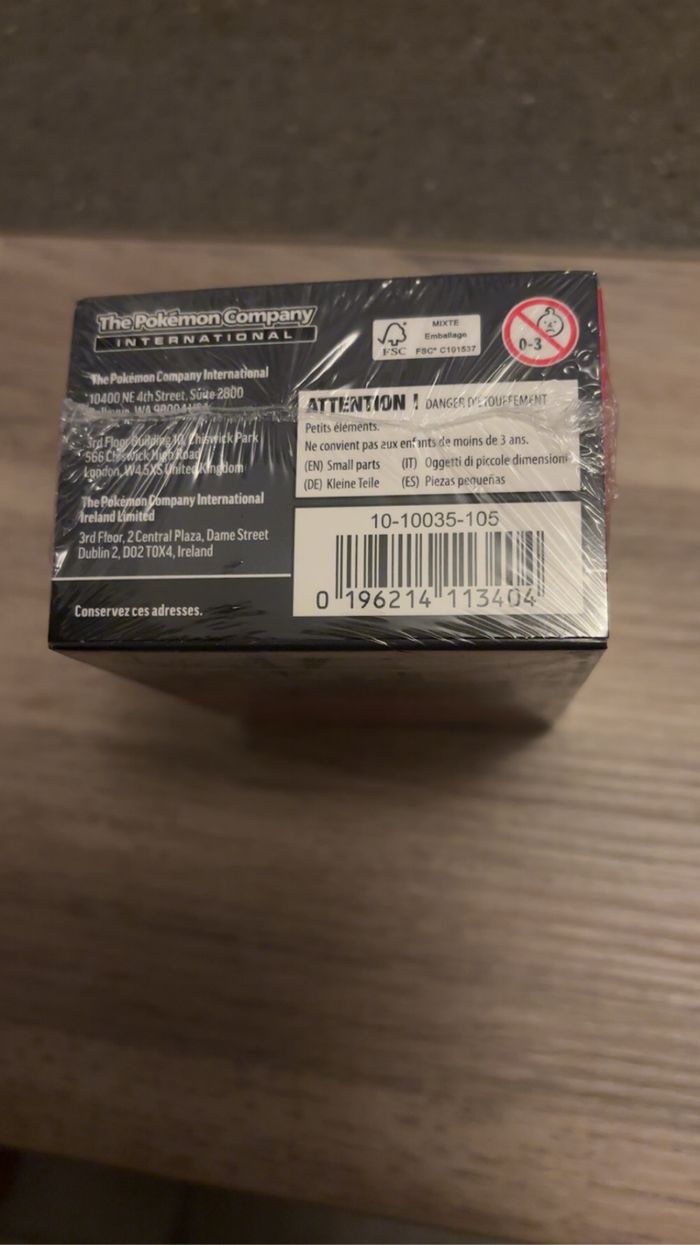 The Pokémon Company
INTERNATIONAL
The Pokémon Company International
10400 NE 4th Street, Suite 2800
WA
3rd Floor Building 10, Chiswick Park
566 Chiswick High Road
London, W4 5XS United Kingdom
The Pokémon Company International
Ireland Limited
3rd Floor, 2 Central Plaza, Dame Street
Dublin 2, D02 T0X4, Ireland
Conservez ces adresses.
FSC
MIXTE
Emballage
FSC® C101537
0-3
ATTENTION ! DANGER D'ÉTOUFFEMENT
Petits éléments.
Ne convient pas aux enfants de moins de 3 ans.
(EN) Small parts (IT) Oggetti di piccole dimensioni
(DE) Kleine Teile (ES) Piezas pequeñas
10-10035-105
0 196214 113404